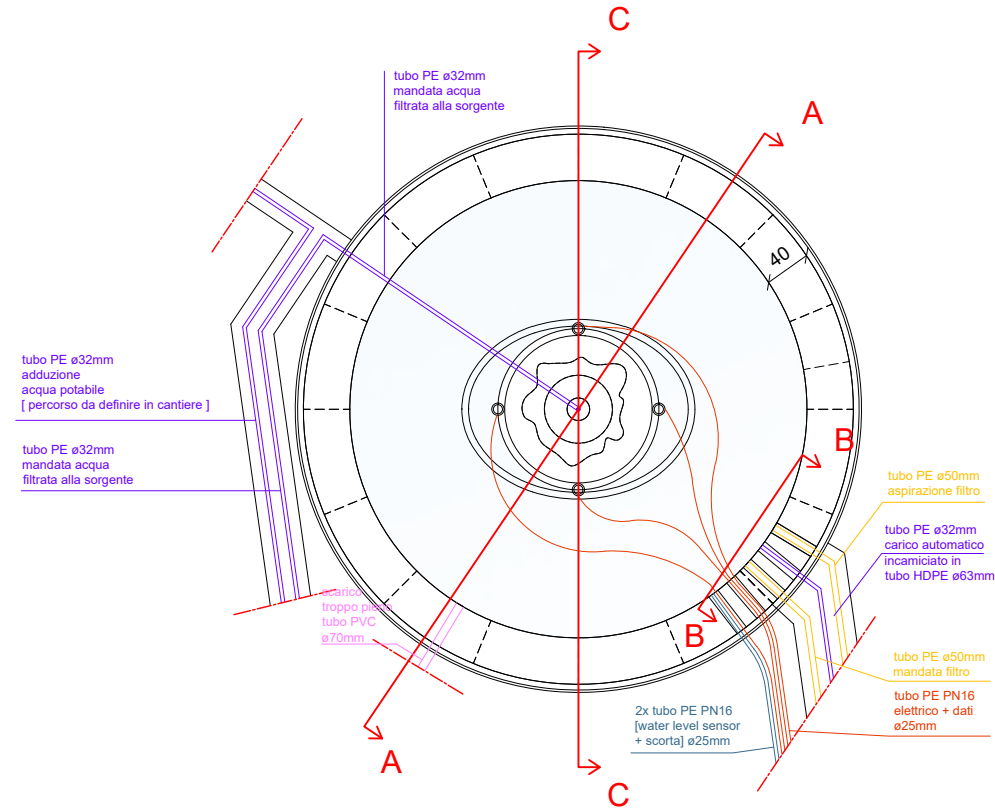 C
tubo PE ø32mm
mandata acqua
filtrata alla sorgente
A
40
tubo PE ø32mm
adduzione
acqua potabile
[ percorso da definire in cantiere ]
tubo PE ø32mm
mandata acqua
filtrata alla sorgente
B
tubo PE ø50mm
aspirazione filtro
tubo PE ø32mm
carico automatico
incamiciato in
tubo HDPE ø63mm
scarico
troppo pieno
tubo PVC
ø70mm
B
tubo PE ø50mm
mandata filtro
tubo PE PN16
elettrico + dati
ø25mm
2x tubo PE PN16
[water level sensor
+ scorta] ø25mm
A
C